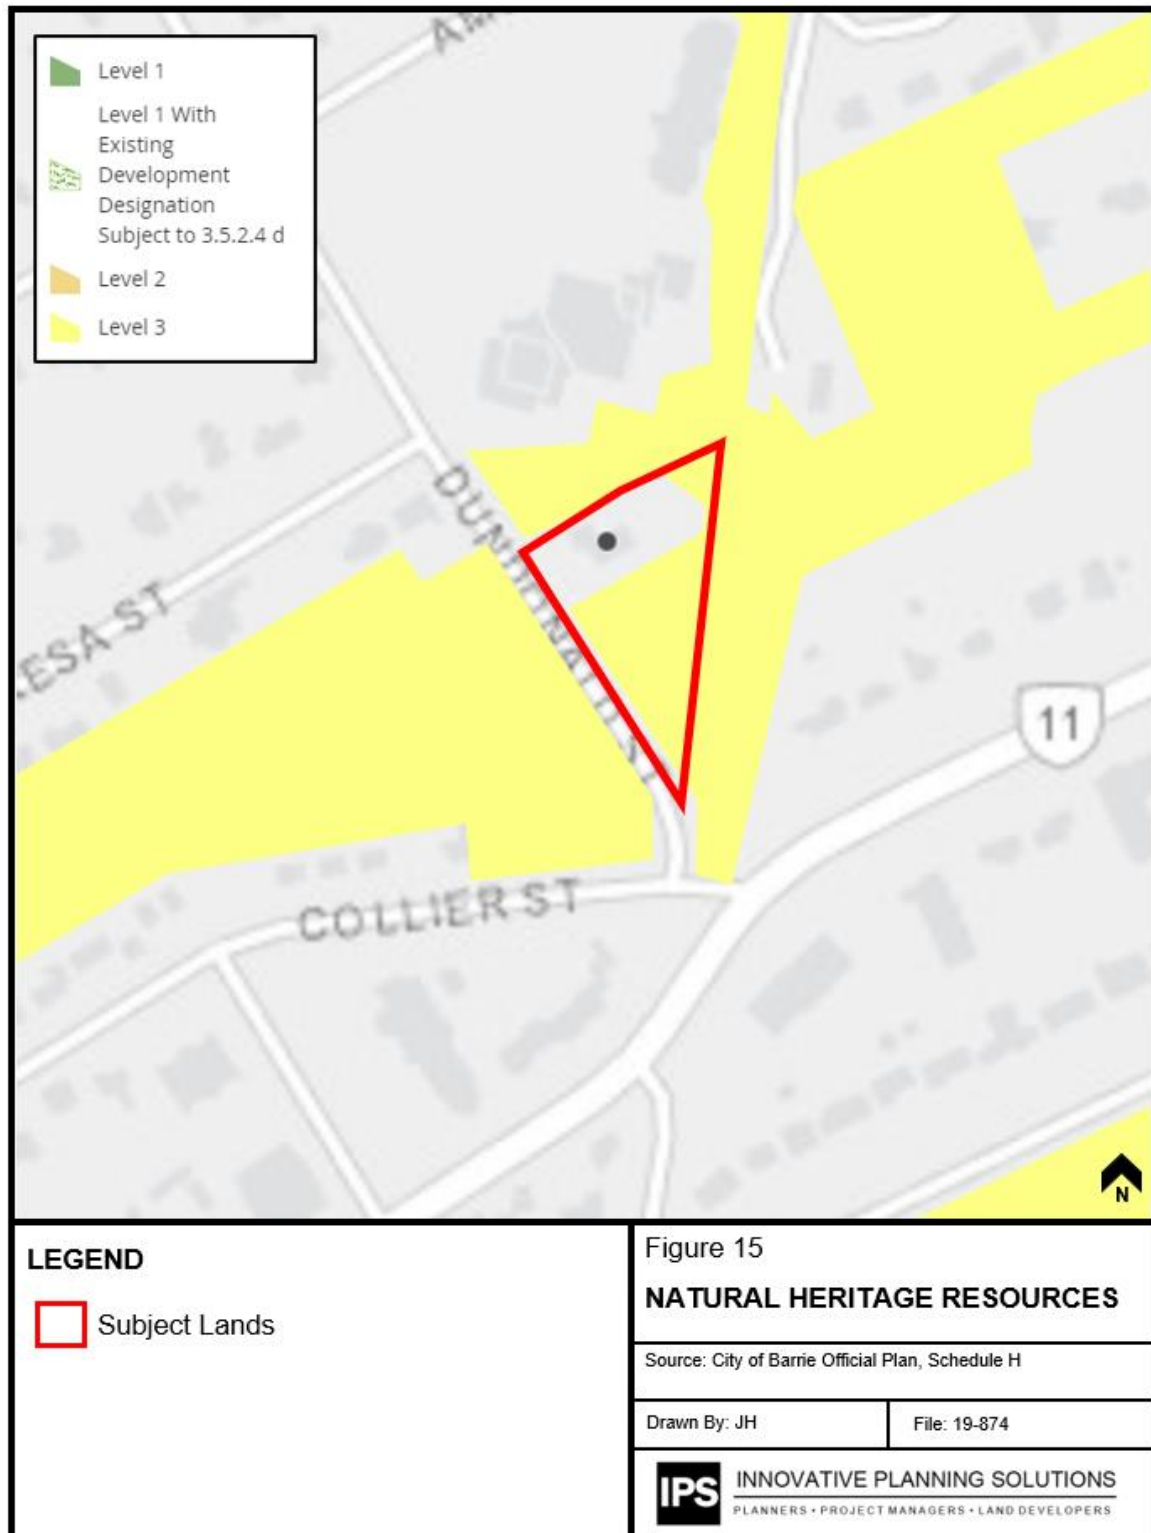 Level 1
Level 1 With
Existing
Development
Designation
Subject to 3.5.2.4 d
Level 2
Level 3
DUNDONALD ST
11
COLLIER ST
N
LEGEND
Subject Lands
Figure 15
NATURAL HERITAGE RESOURCES
Source: City of Barrie Official Plan, Schedule H
Drawn By: JH
File: 19-874
IPS
INNOVATIVE PLANNING SOLUTIONS
PLANNERS • PROJECT MANAGERS • LAND DEVELOPERS